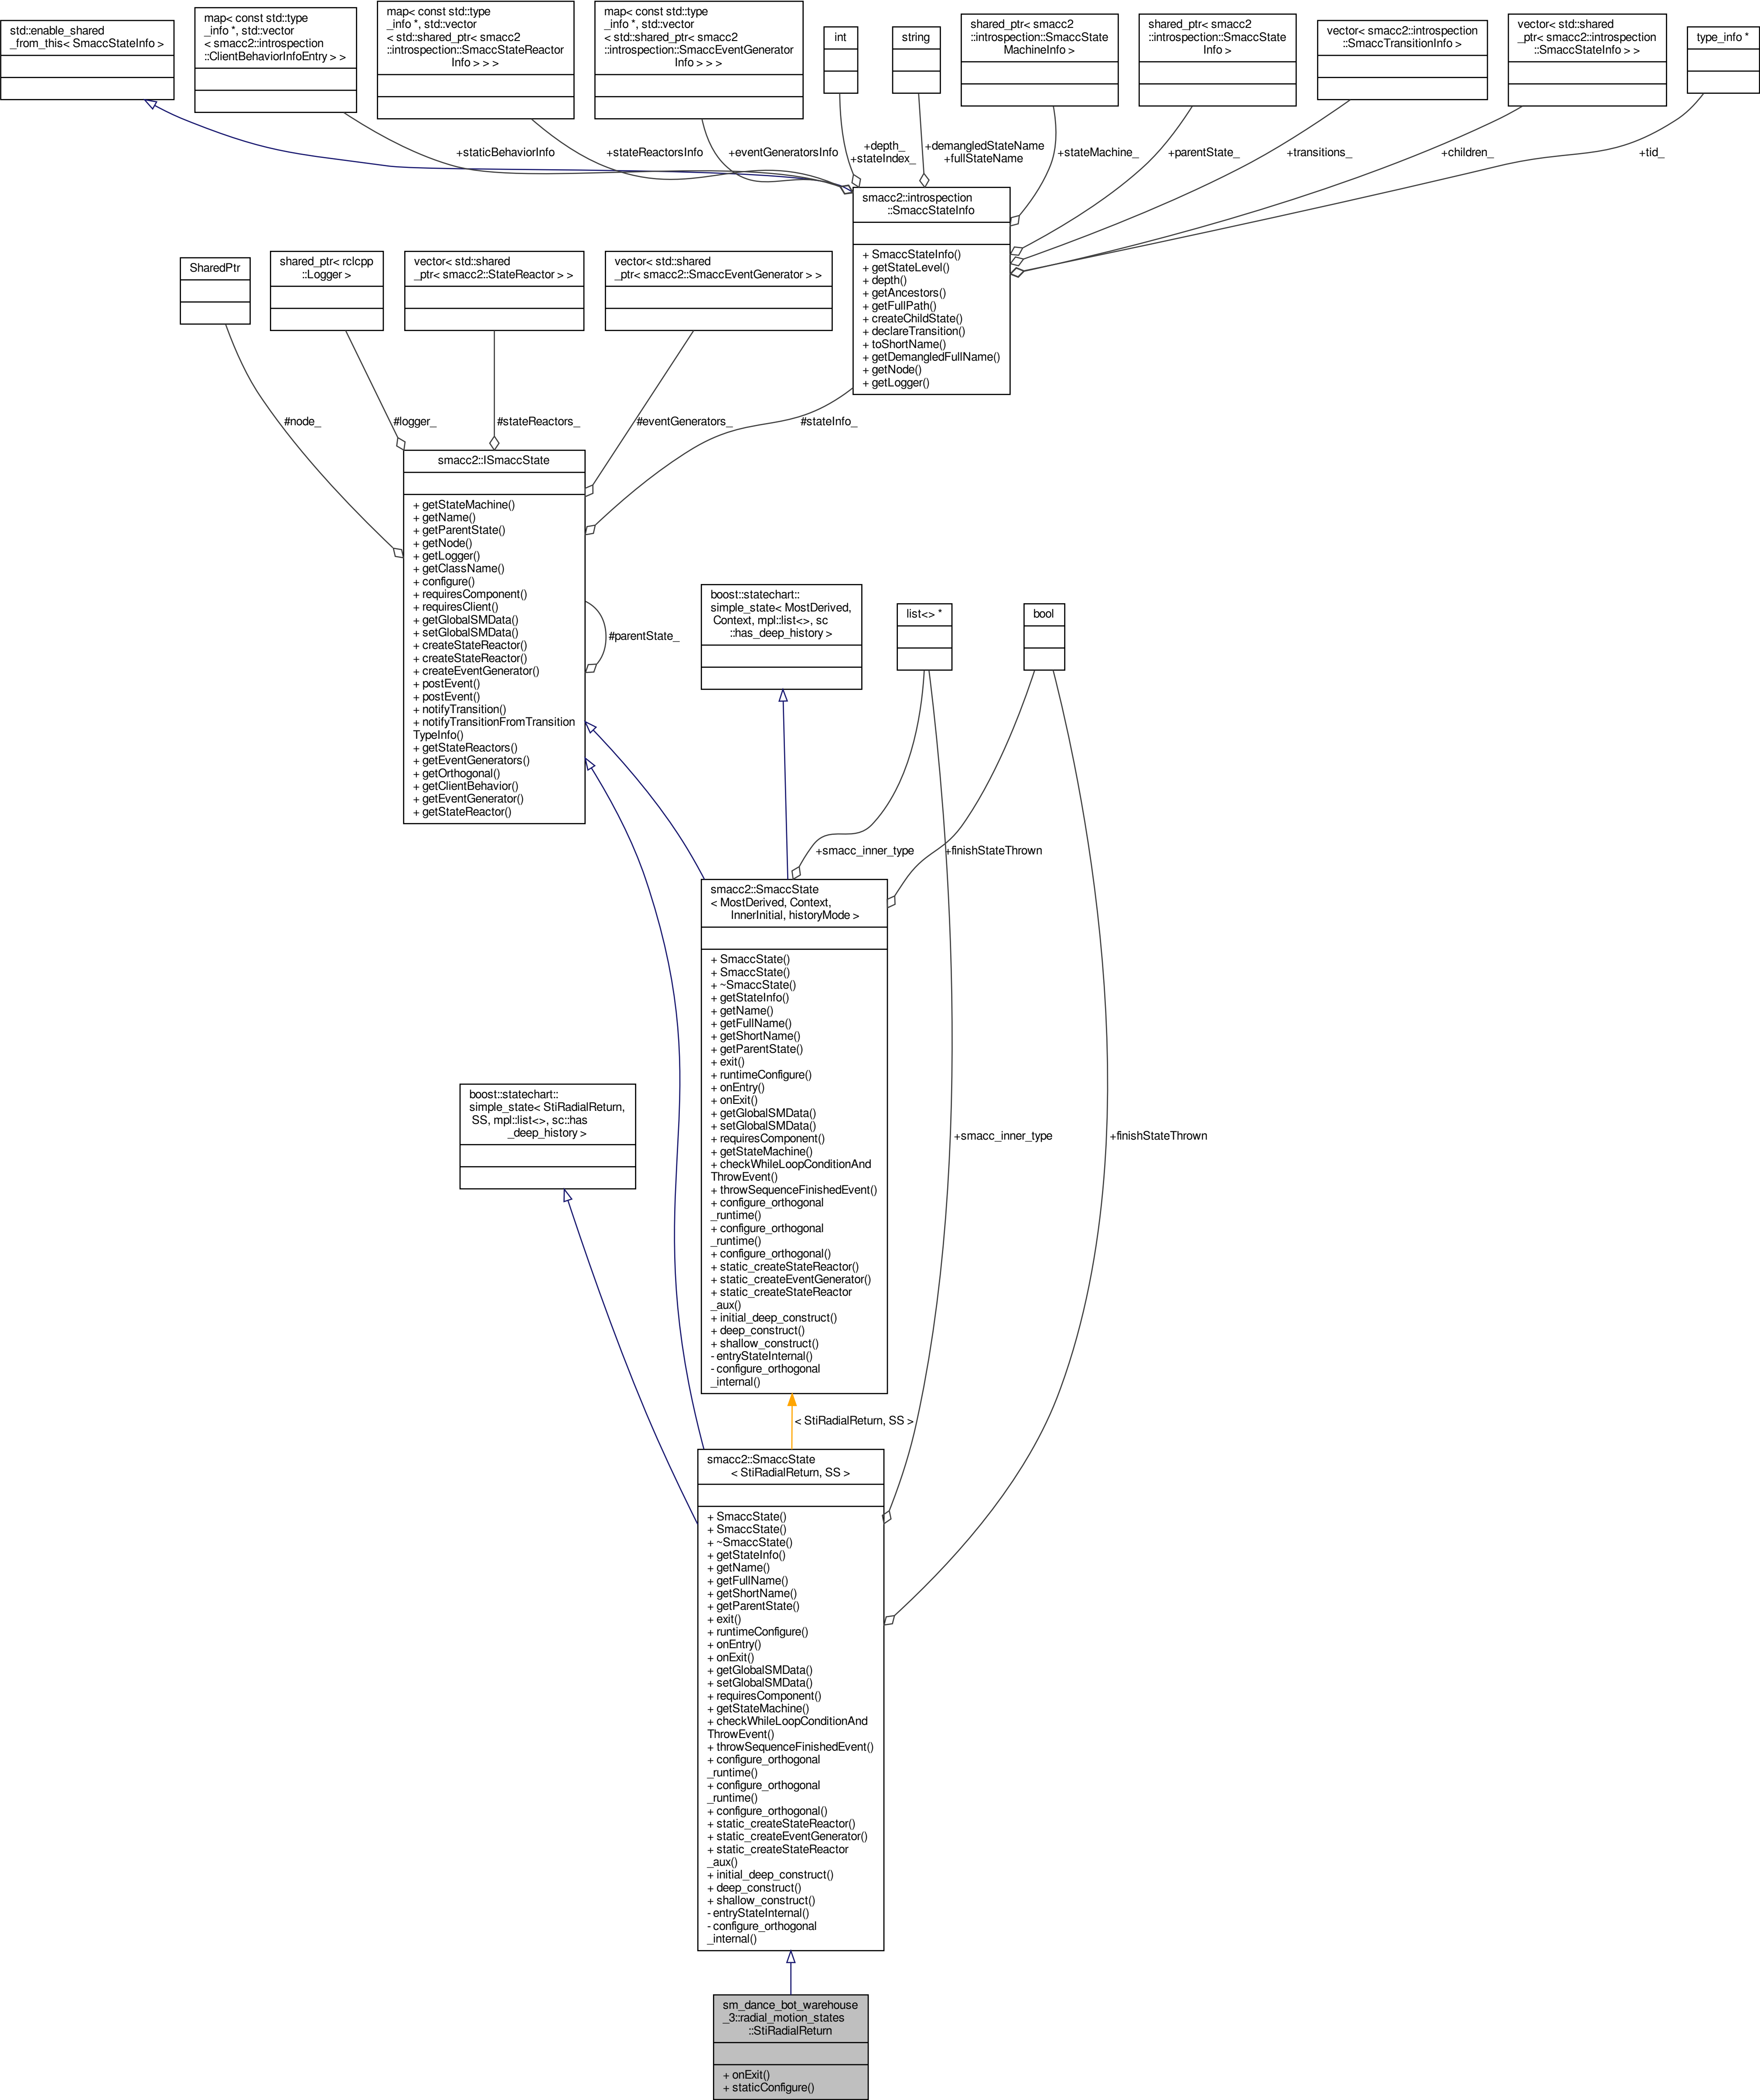 std::enable_shared
_from_this< SmaccStateInfo >
map< const std::type
_info *, std::vector
< smacc2::introspection
::ClientBehaviorInfoEntry > >
map< const std::type
_info *, std::vector
< std::shared_ptr< smacc2
::introspection::SmaccStateReactor
Info > > >
map< const std::type
_info *, std::vector
< std::shared_ptr< smacc2
::introspection::SmaccEventGenerator
Info > > >
int
string
shared_ptr< smacc2
::introspection::SmaccState
MachineInfo >
shared_ptr< smacc2
::introspection::SmaccState
Info >
vector< smacc2::introspection
::SmaccTransitionInfo >
vector< std::shared
_ptr< smacc2::introspection
::SmaccStateInfo > >
type_info *
+staticBehaviorInfo
+stateReactorsInfo
+eventGeneratorsInfo
+depth_
+stateIndex_
+demangledStateName
+fullStateName
+stateMachine_
+parentState_
+transitions_
+children_
+tid_
smacc2::introspection
::SmaccStateInfo
+ SmaccStateInfo()
+ getStateLevel()
+ depth()
+ getAncestors()
+ getFullPath()
+ createChildState()
+ declareTransition()
+ toShortName()
+ getDemangledFullName()
+ getNode()
+ getLogger()
SharedPtr
shared_ptr< rclcpp
::Logger >
vector< std::shared
_ptr< smacc2::StateReactor > >
vector< std::shared
_ptr< smacc2::SmaccEventGenerator > >
#node_
#logger_
#stateReactors_
#eventGenerators_
#stateInfo_
smacc2::ISmaccState
+ getStateMachine()
+ getName()
+ getParentState()
+ getNode()
+ getLogger()
+ getClassName()
+ configure()
+ requiresComponent()
+ requiresClient()
+ getGlobalSMData()
+ setGlobalSMData()
+ createStateReactor()
+ createStateReactor()
+ createEventGenerator()
+ postEvent()
+ postEvent()
+ notifyTransition()
+ notifyTransitionFromTransition
TypeInfo()
+ getStateReactors()
+ getEventGenerators()
+ getOrthogonal()
+ getClientBehavior()
+ getEventGenerator()
+ getStateReactor()
#parentState_
boost::statechart::
simple_state< MostDerived,
Context, mpl::list<>, sc
::has_deep_history >
list<> *
bool
+smacc_inner_type
+finishStateThrown
smacc2::SmaccState
< MostDerived, Context,
InnerInitial, historyMode >
+ SmaccState()
+ SmaccState()
+ ~SmaccState()
+ getStateInfo()
+ getName()
+ getFullName()
+ getShortName()
+ getParentState()
+ exit()
+ runtimeConfigure()
+ onEntry()
+ onExit()
+ getGlobalSMData()
+ setGlobalSMData()
+ requiresComponent()
+ getStateMachine()
+ checkWhileLoopConditionAnd
ThrowEvent()
+ throwSequenceFinishedEvent()
+ configure_orthogonal
_runtime()
+ configure_orthogonal
_runtime()
+ configure_orthogonal()
+ static_createStateReactor()
+ static_createEventGenerator()
+ static_createStateReactor
_aux()
+ initial_deep_construct()
+ deep_construct()
+ shallow_construct()
- entryStateInternal()
- configure_orthogonal
_internal()
boost::statechart::
simple_state< StiRadialReturn,
SS, mpl::list<>, sc::has
_deep_history >
+smacc_inner_type
+finishStateThrown
< StiRadialReturn, SS >
smacc2::SmaccState
< StiRadialReturn, SS >
+ SmaccState()
+ SmaccState()
+ ~SmaccState()
+ getStateInfo()
+ getName()
+ getFullName()
+ getShortName()
+ getParentState()
+ exit()
+ runtimeConfigure()
+ onEntry()
+ onExit()
+ getGlobalSMData()
+ setGlobalSMData()
+ requiresComponent()
+ getStateMachine()
+ checkWhileLoopConditionAnd
ThrowEvent()
+ throwSequenceFinishedEvent()
+ configure_orthogonal
_runtime()
+ configure_orthogonal
_runtime()
+ configure_orthogonal()
+ static_createStateReactor()
+ static_createEventGenerator()
+ static_createStateReactor
_aux()
+ initial_deep_construct()
+ deep_construct()
+ shallow_construct()
- entryStateInternal()
- configure_orthogonal
_internal()
sm_dance_bot_warehouse
_3::radial_motion_states
::StiRadialReturn
+ onExit()
+ staticConfigure()